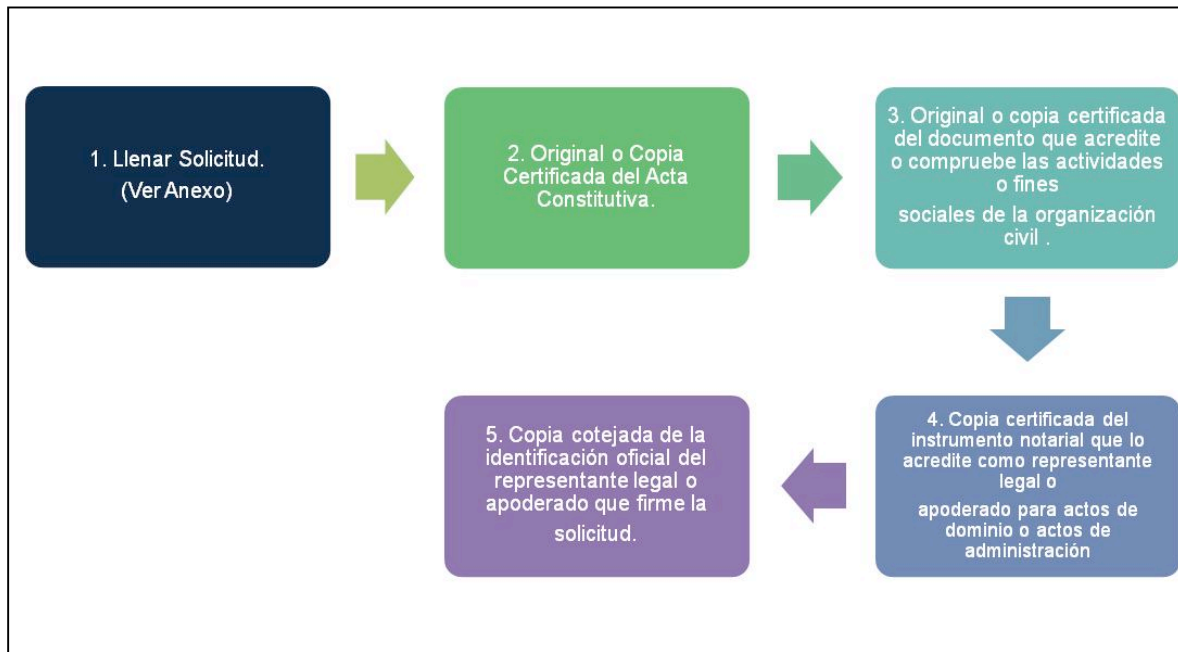 1. Llenar Solicitud.
(Ver Anexo)
2. Original o Copia
Certificada del Acta
Constitutiva.
3. Original o copia certificada
del documento que acredite
o compruebe las actividades
o fines
sociales de la organización
civil .
4. Copia certificada del
instrumento notarial que lo
acredite como representante
legal o
apoderado para actos de
dominio o actos de
administración
5. Copia cotejada de la
identificación oficial del
representante legal o
apoderado que firme la
solicitud.